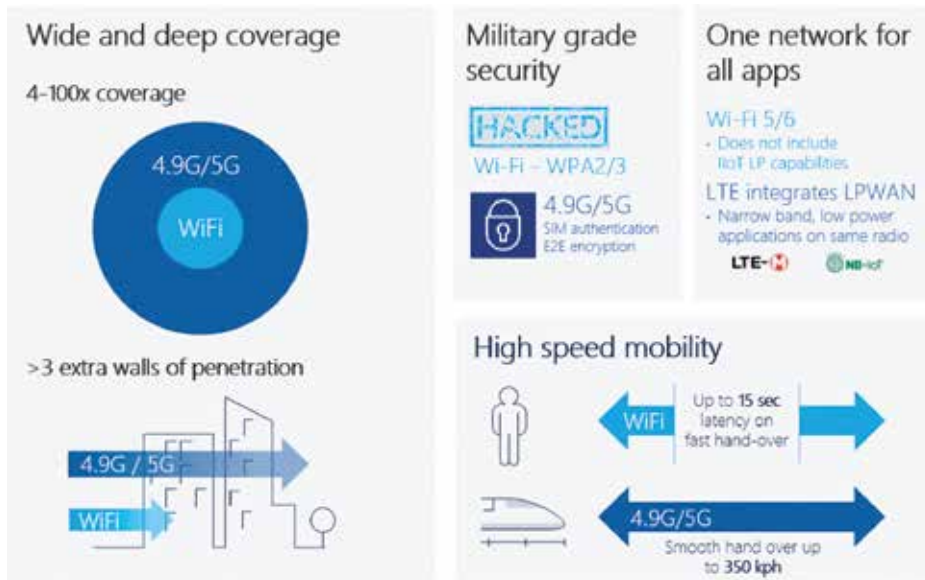 Wide and deep coverage
4-100x coverage
4.9G/5G
WiFi
>3 extra walls of penetration
4.9G / 5G
WiFi
Military grade
security
HACKED
Wi-Fi – WPA2/3
4.9G/5G
SIM authentication
E2E encryption
One network for
all apps
Wi-Fi 5/6
- Does not include
IIoT LP capabilities
LTE integrates LPWAN
- Narrow band, low power
applications on same radio
LTE-M
NB-IoT
High speed mobility
WiFi
Up to 15 sec
latency on
fast hand-over
4.9G/5G
Smooth hand over up
to 350 kph